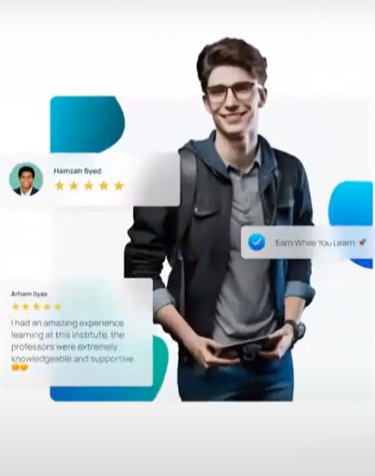 Hamzah Syed
Earn While You Learn 🚀
Arham Ilyas
I had an amazing experience
learning at this institute, the
professors were extremely
knowledgeable and supportive.